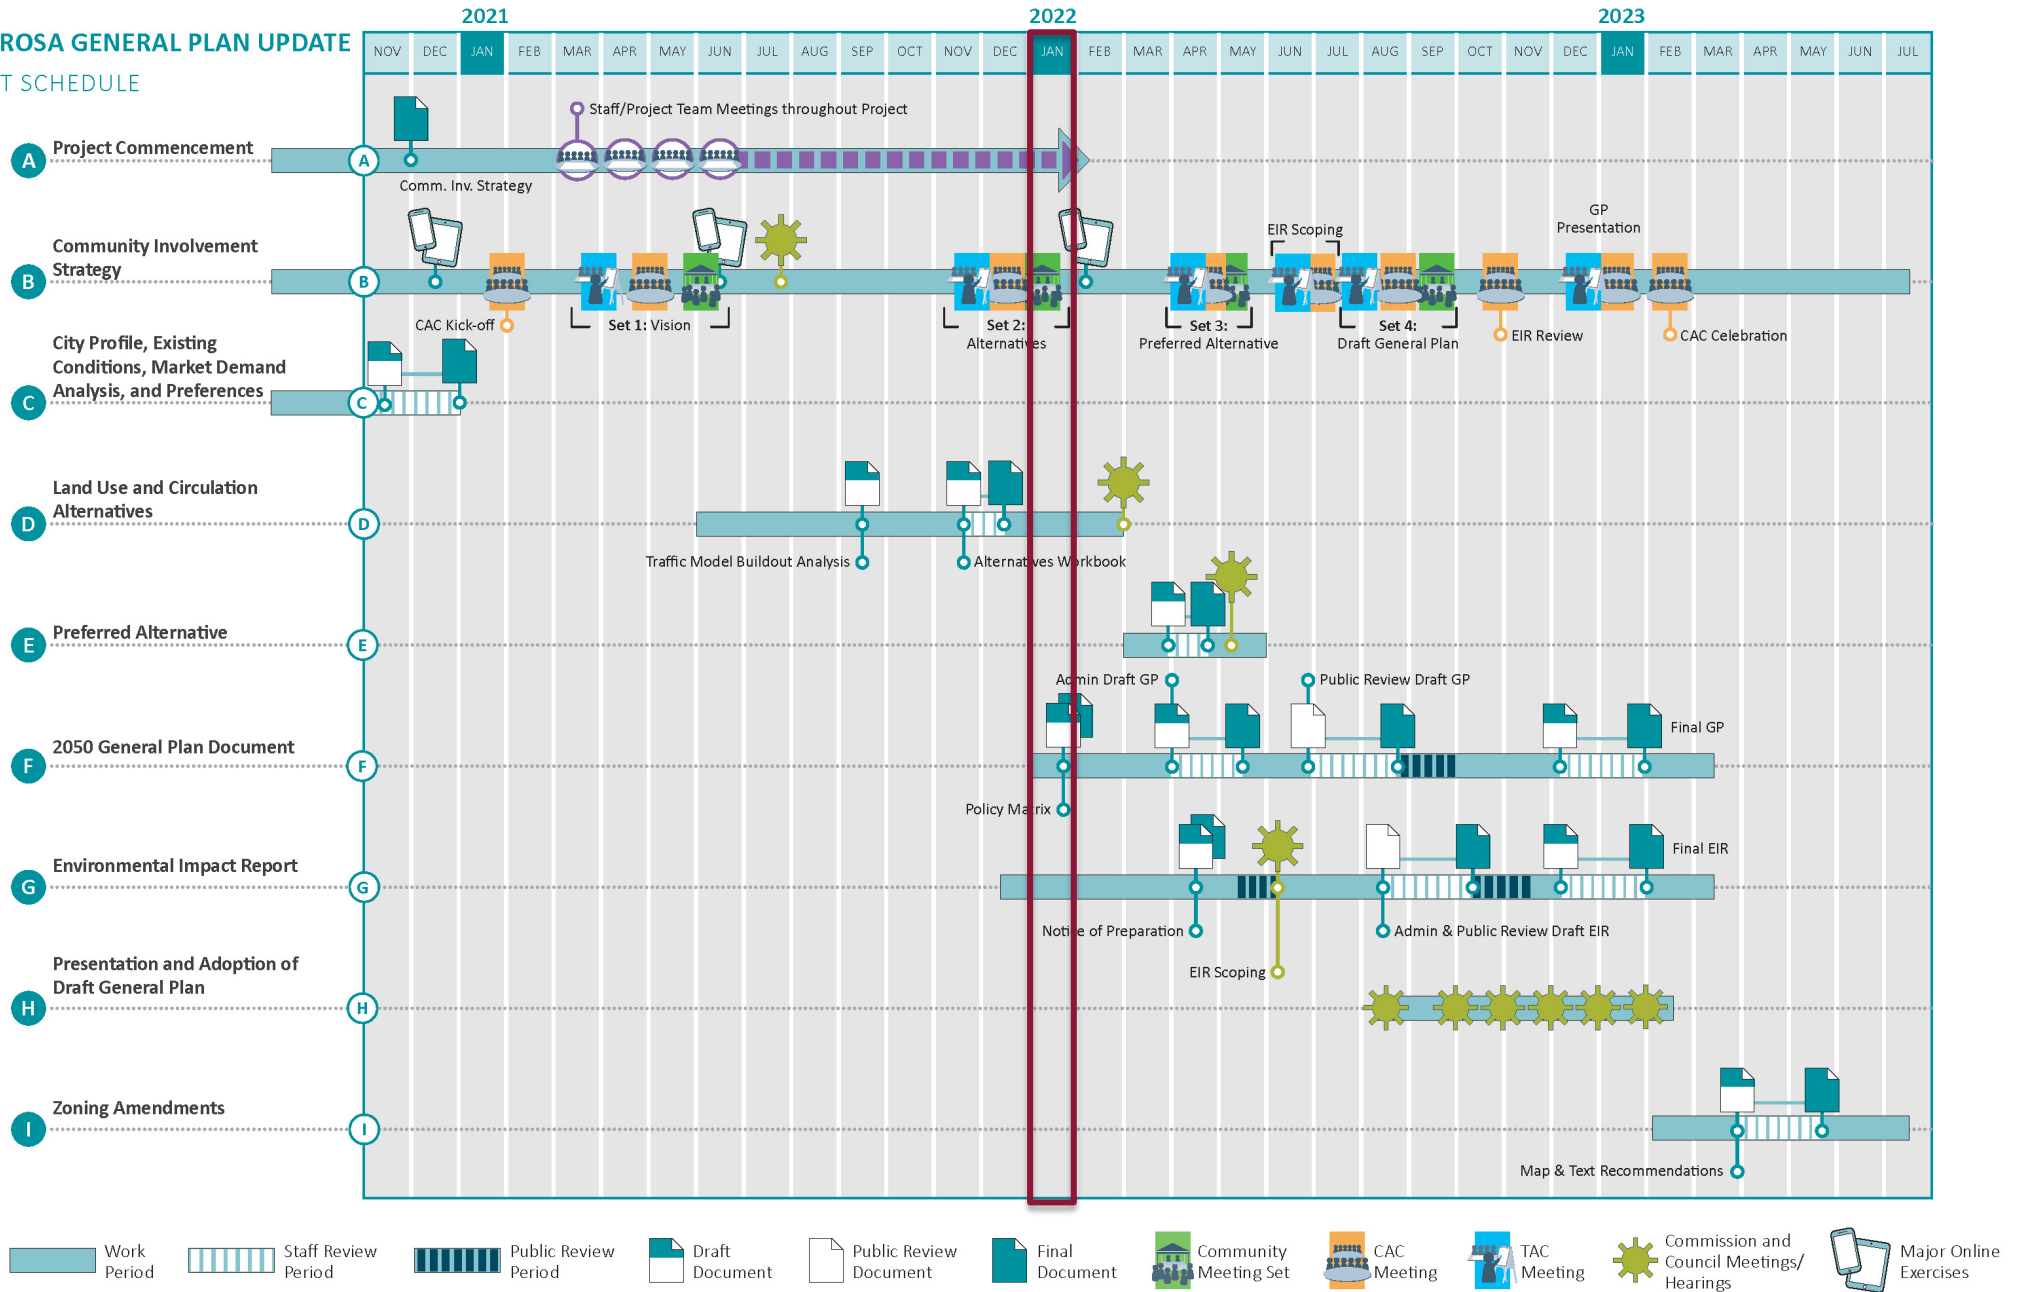 2021 2022 2023
ROSA GENERAL PLAN UPDATE
T SCHEDULE
NOV DEC JAN FEB MAR APR MAY JUN JUL AUG SEP OCT NOV DEC JAN FEB MAR APR MAY JUN JUL AUG SEP OCT NOV DEC JAN FEB MAR APR MAY JUN JUL
Staff/Project Team Meetings throughout Project
A Project Commencement A
Comm. Inv. Strategy
GP
Presentation
EIR Scoping
Community Involvement
Strategy
B B
CAC Kick-off
Set 1: Vision
Set 2:
Alternatives
Set 3:
Preferred Alternative
Set 4:
Draft General Plan
EIR Review
CAC Celebration
City Profile, Existing
Conditions, Market Demand
Analysis, and Preferences
C C
Land Use and Circulation
Alternatives
D D
Traffic Model Buildout Analysis
Alternatives Workbook
Preferred Alternative
E E
Admin Draft GP
Public Review Draft GP
2050 General Plan Document
Final GP
F F
Policy Matrix
Environmental Impact Report
Final EIR
G G
Notice of Preparation
Admin & Public Review Draft EIR
EIR Scoping
Presentation and Adoption of
Draft General Plan
H H
Zoning Amendments
I I
Map & Text Recommendations
Work
Period
Staff Review
Period
Public Review
Period
Draft
Document
Public Review
Document
Final
Document
Community
Meeting Set
CAC
Meeting
TAC
Meeting
Commission and
Council Meetings/
Hearings
Major Online
Exercises